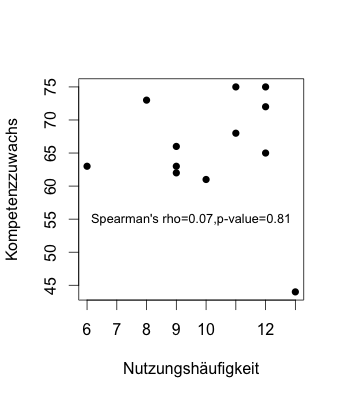 Kompetenzzuwachs
75
70
65
60
55
50
45
Spearman's rho=0.07,p-value=0.81
6 7 8 9 10 12
Nutzungshäufigkeit